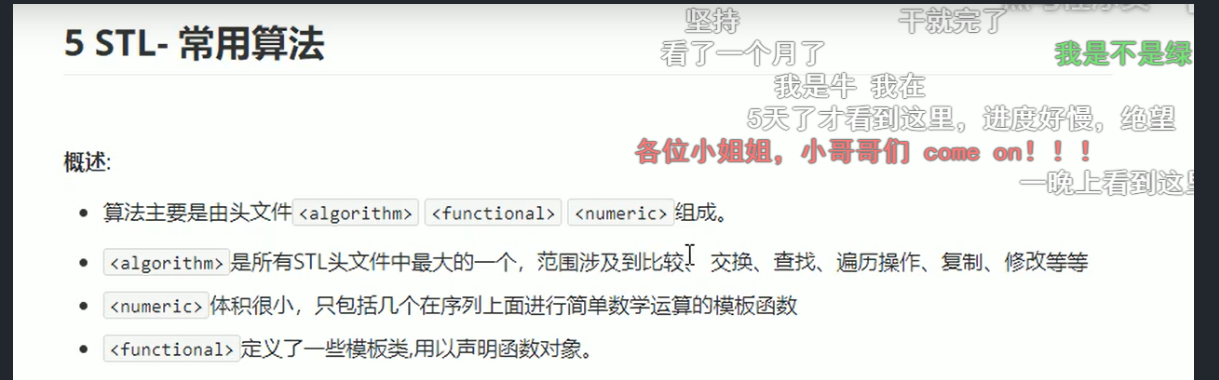 坚持
干就完了
5 STL- 常用算法
看了一个月了
我是不是绿
我是牛 我在
5天了才看到这里，进度好慢，绝望
概述:
各位小姐姐，小哥哥们 come on！！！
一晚上看到这里
算法主要是由头文件<algorithm> <functional> <numeric>组成。
<algorithm>是所有STL头文件中最大的一个，范围涉及到比较、 交换、查找、遍历操作、复制、修改等等
<numeric>体积很小，只包括几个在序列上面进行简单数学运算的模板函数
<functional>定义了一些模板类,用以声明函数对象。